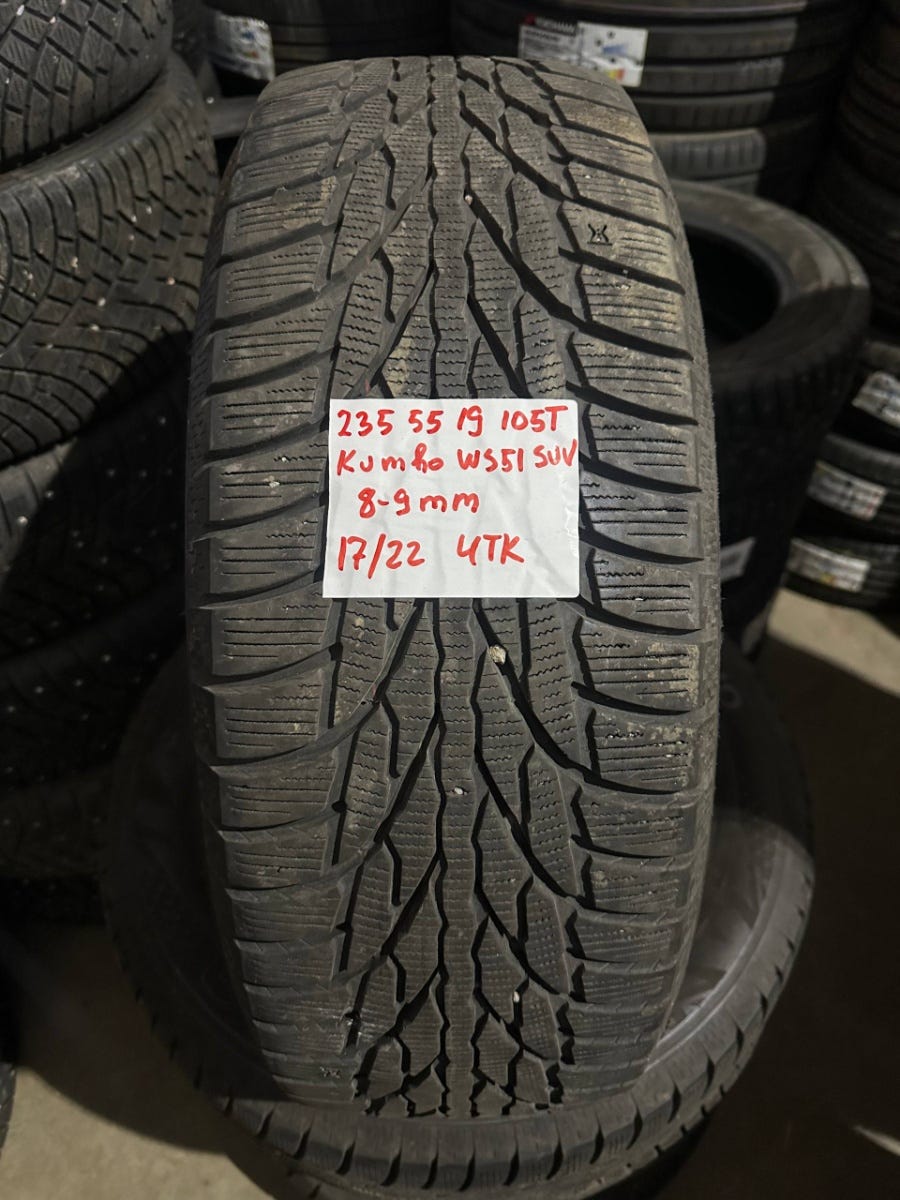 235 55 19 105T
Kumho WS51 SUV
8-9mm
17/22 4TK